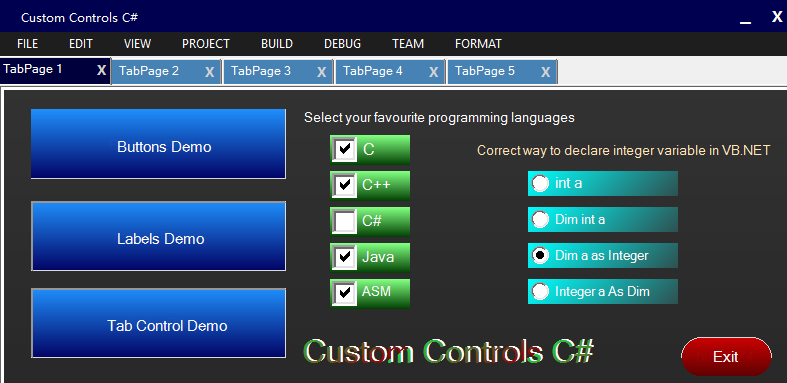 Custom Controls C#
FILE EDIT VIEW PROJECT BUILD DEBUG TEAM FORMAT
TabPage 1 X TabPage 2 X TabPage 3 X TabPage 4 X TabPage 5 X
Buttons Demo
Labels Demo
Tab Control Demo
Select your favourite programming languages
C
C++
C#
Java
ASM
Correct way to declare integer variable in VB.NET
int a
Dim int a
Dim a as Integer
Integer a As Dim
Custom Controls C#
Exit